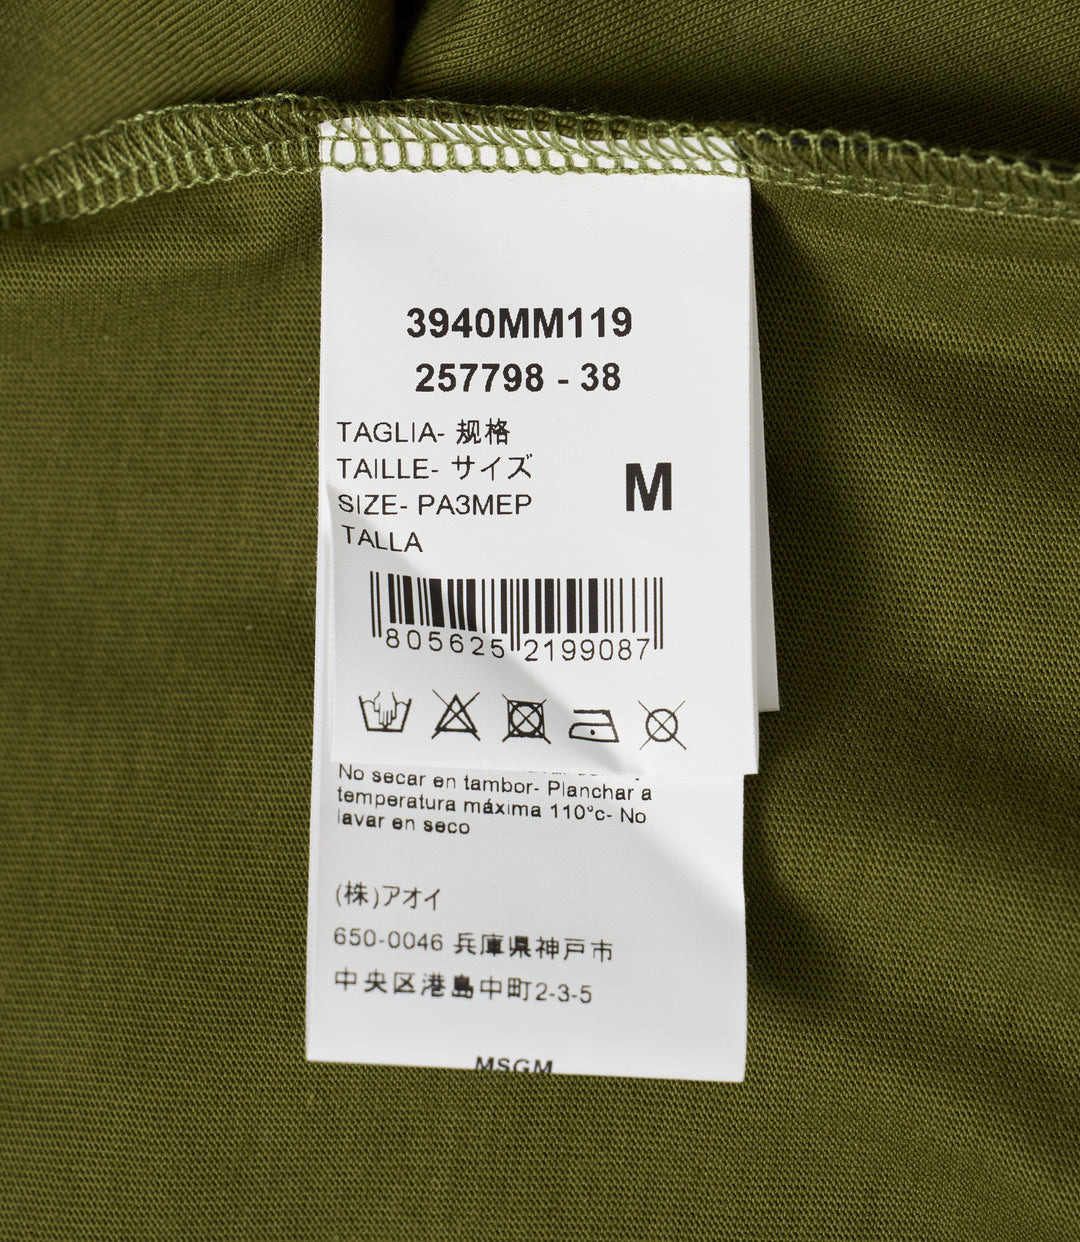 3940MM119
257798 - 38
TAGLIA- 规格
TAILLE- サイズ
SIZE- PA3MEP
TALLA
M
805625 2199087
No secar en tambor- Planchar a
temperatura máxima 110°c- No
lavar en seco
(株)アオイ
650-0046 兵庫県神戸市
中央区港島中町2-3-5
MSGM